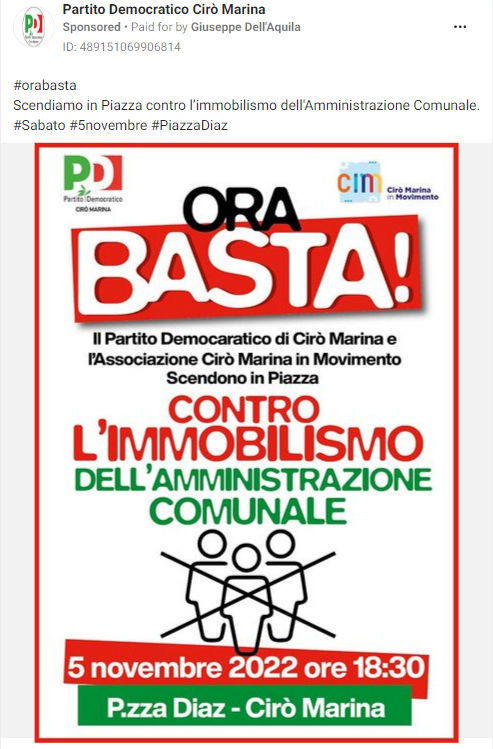 Partito Democratico Cirò Marina
Sponsored • Paid for by Giuseppe Dell'Aquila
ID: 489151069906814
#orabasta
Scendiamo in Piazza contro l'immobilismo dell'Amministrazione Comunale.
#Sabato #5novembre #PiazzaDiaz
PD
Partito Democratico
CIRÒ MARINA
cim
Cirò Marina
in Movimento
ORA
BASTA!
Il Partito Democaratico di Cirò Marina e
l'Associazione Cirò Marina in Movimento
Scendono in Piazza
CONTRO
L'IMMOBILISMO
DELL'AMMINISTRAZIONE
COMUNALE
5 novembre 2022 ore 18:30
P.zza Diaz - Cirò Marina